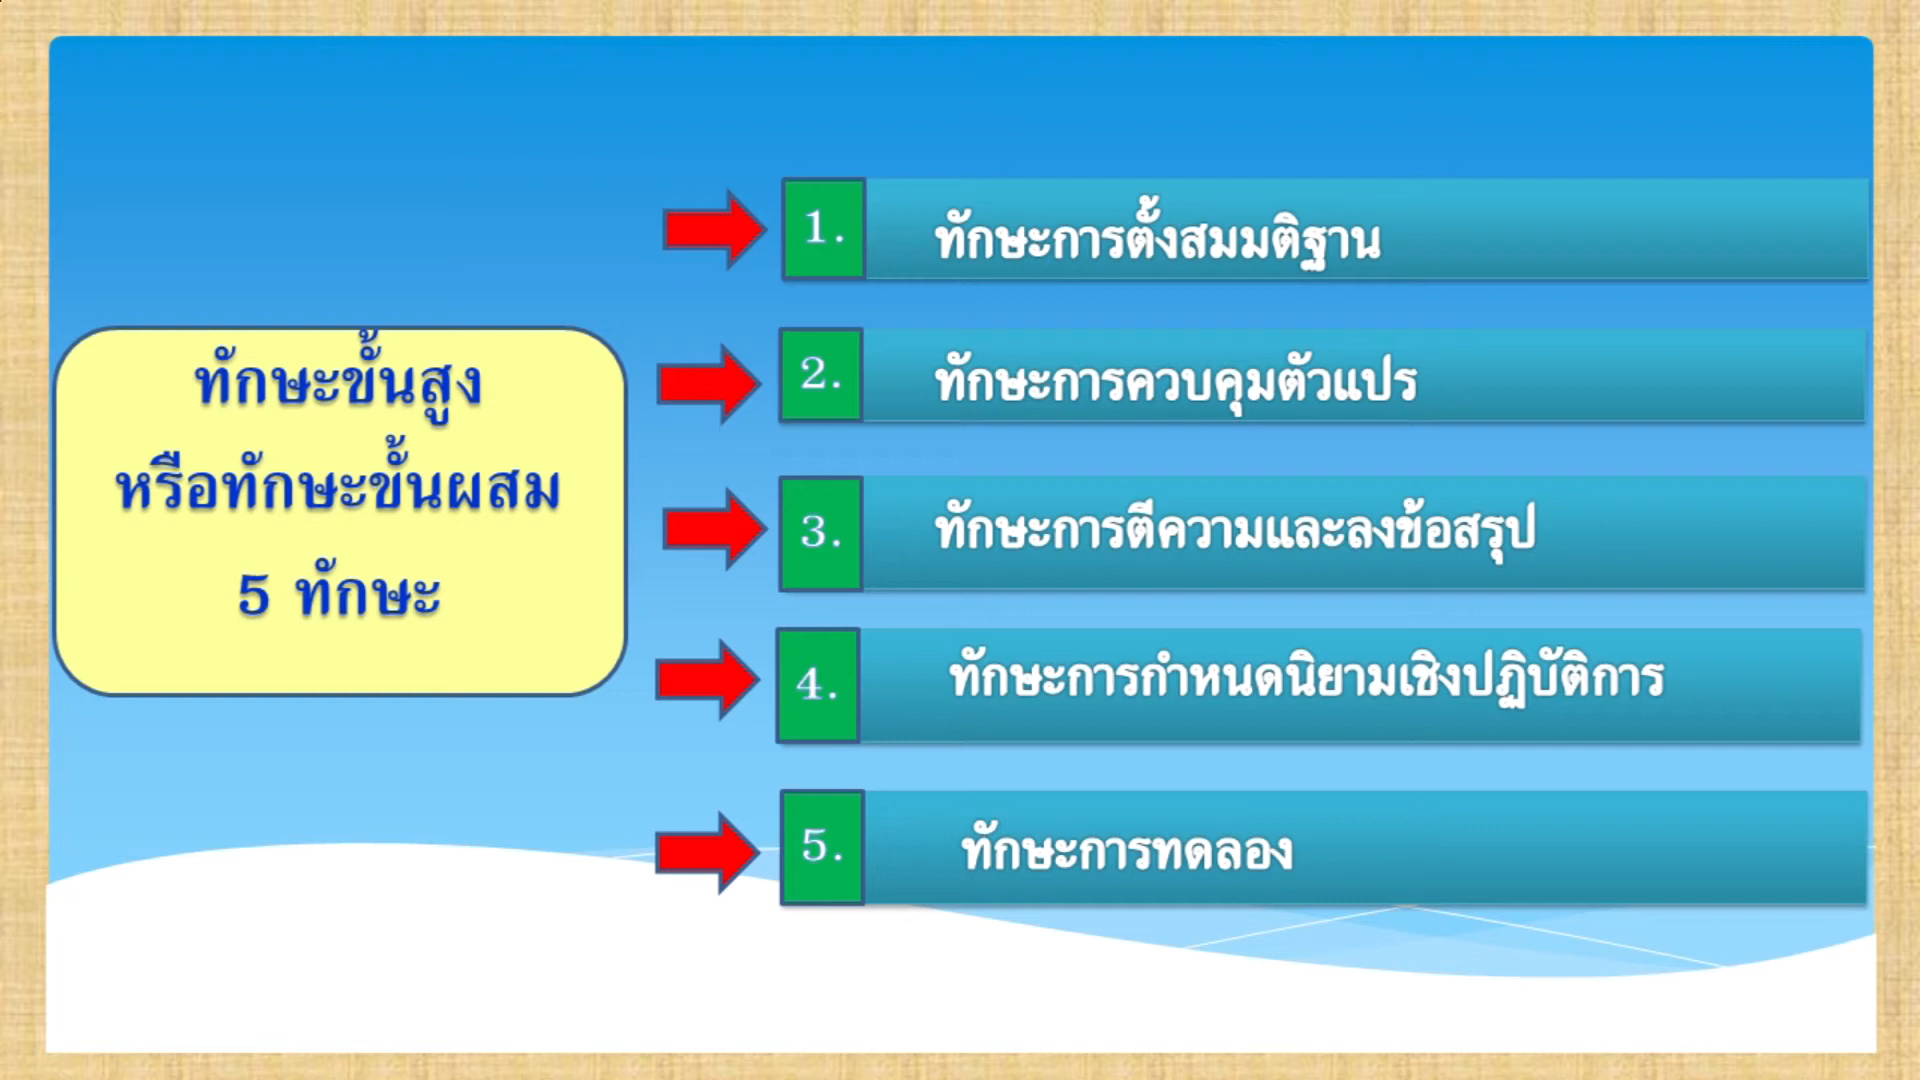 ทักษะขั้นสูง
หรือทักษะขั้นผสม
5 ทักษะ
1. ทักษะการตั้งสมมติฐาน
2. ทักษะการควบคุมตัวแปร
3. ทักษะการตีความและลงข้อสรุป
4. ทักษะการกำหนดนิยามเชิงปฏิบัติการ
5. ทักษะการทดลอง